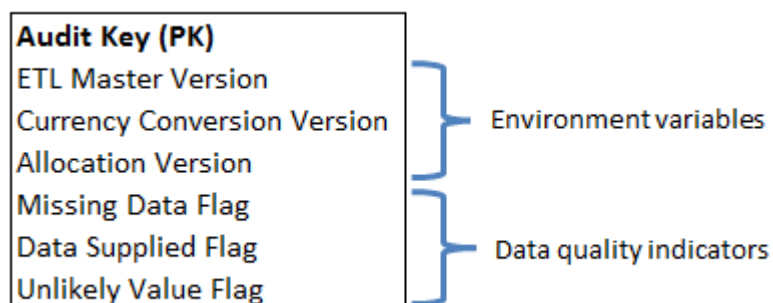 Audit Key (PK)
ETL Master Version
Currency Conversion Version
Allocation Version
Missing Data Flag
Data Supplied Flag
Unlikely Value Flag
Environment variables
Data quality indicators